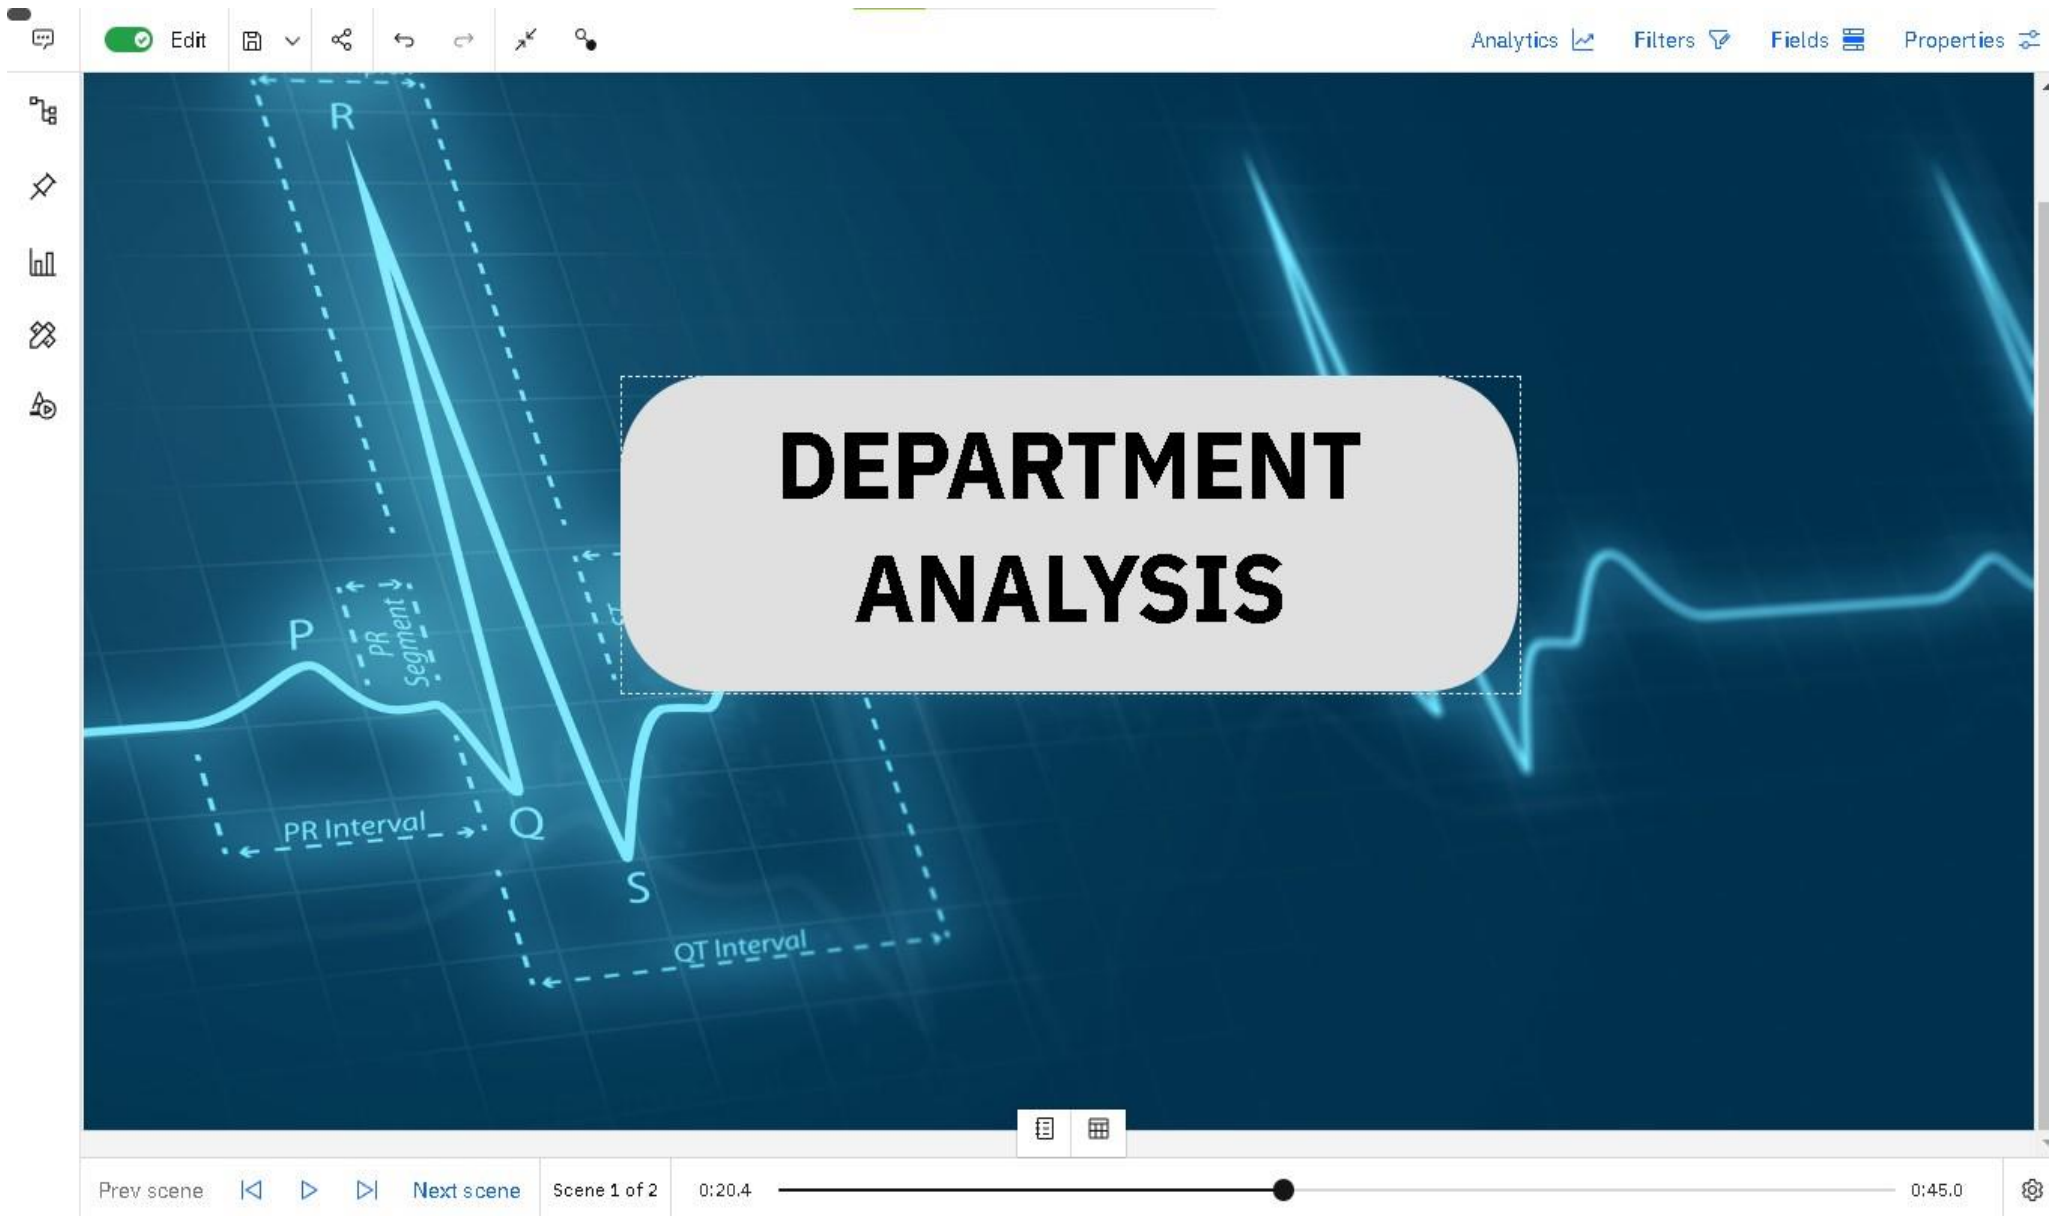 Edit
Analytics
Filters
Fields
Properties
R
DEPARTMENT
ANALYSIS
P
PR
Segment
PR Interval
Q
S
QT Interval
Prev scene
Next scene
Scene 1 of 2
0:20.4
0:45.0